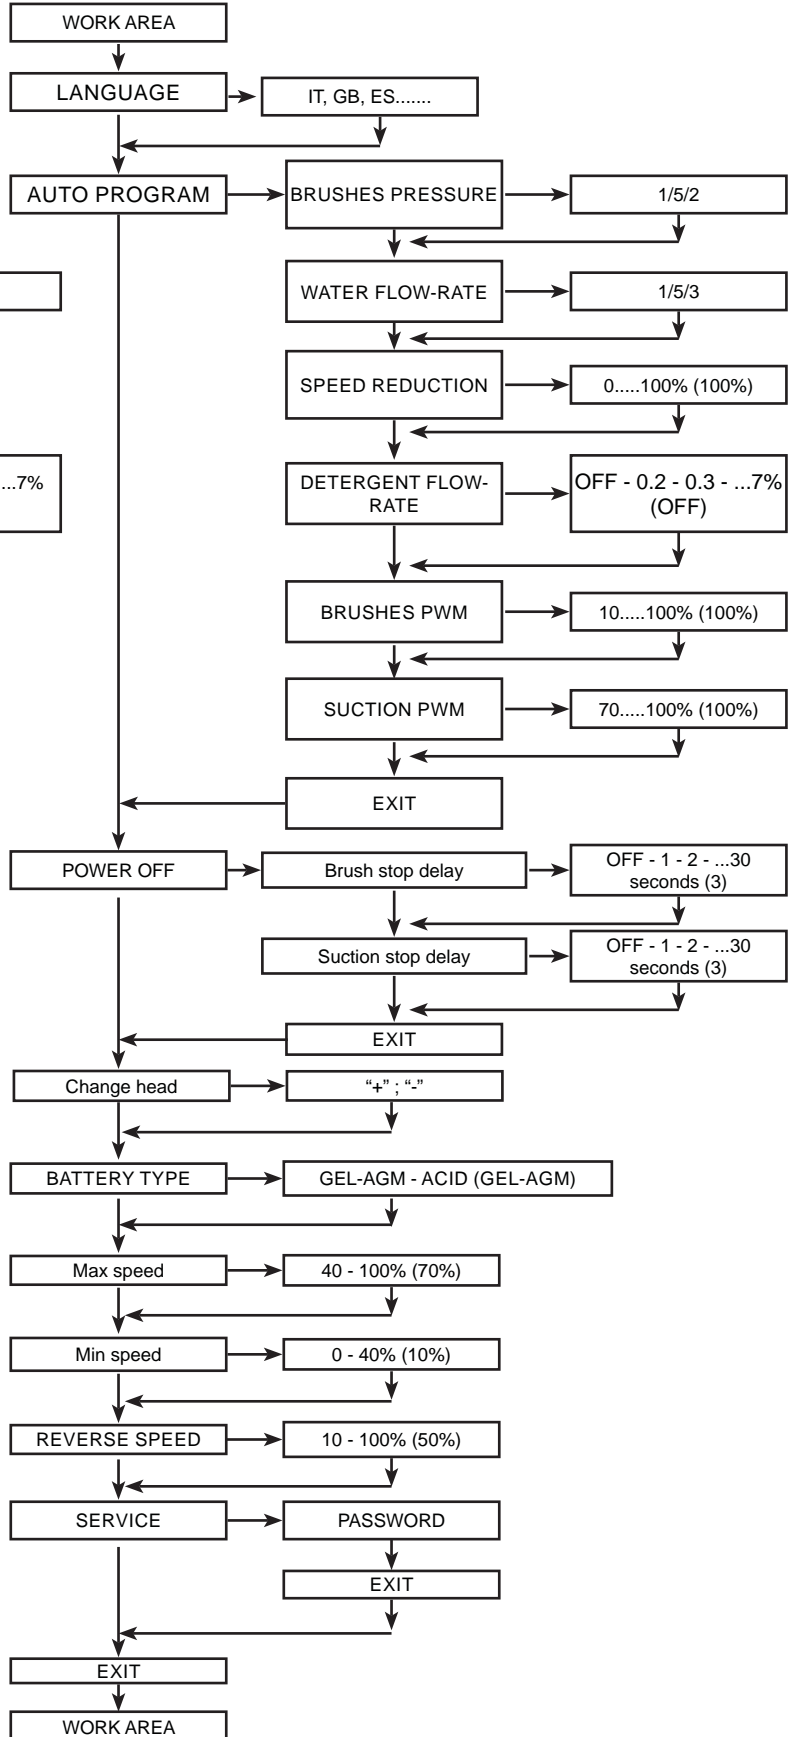 WORK AREA
LANGUAGE
IT, GB, ES.......
AUTO PROGRAM
BRUSHES PRESSURE
1/5/2
WATER FLOW-RATE
1/5/3
SPEED REDUCTION
0.....100% (100%)
...7%
DETERGENT FLOW-
RATE
OFF - 0.2 - 0.3 - ...7%
(OFF)
BRUSHES PWM
10.....100% (100%)
SUCTION PWM
70.....100% (100%)
EXIT
POWER OFF
Brush stop delay
OFF - 1 - 2 - ...30
seconds (3)
Suction stop delay
OFF - 1 - 2 - ...30
seconds (3)
EXIT
Change head
“+” ; “-”
BATTERY TYPE
GEL-AGM - ACID (GEL-AGM)
Max speed
40 - 100% (70%)
Min speed
0 - 40% (10%)
REVERSE SPEED
10 - 100% (50%)
SERVICE
PASSWORD
EXIT
EXIT
WORK AREA